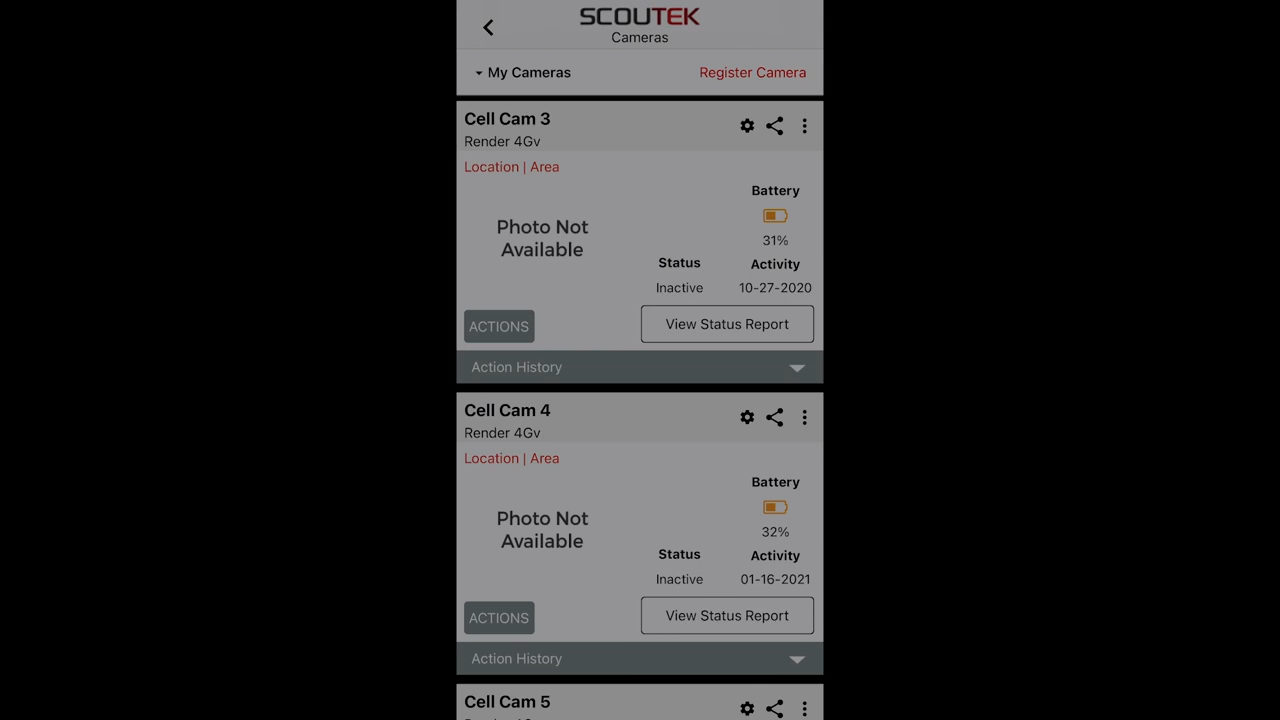 SCOUTEK
Cameras
My Cameras
Register Camera
Cell Cam 3
Render 4Gv
Location | Area
Battery
Photo Not
Available
31%
Status
Activity
Inactive
10-27-2020
ACTIONS
View Status Report
Action History
Cell Cam 4
Render 4Gv
Location | Area
Battery
Photo Not
Available
32%
Status
Activity
Inactive
01-16-2021
ACTIONS
View Status Report
Action History
Cell Cam 5